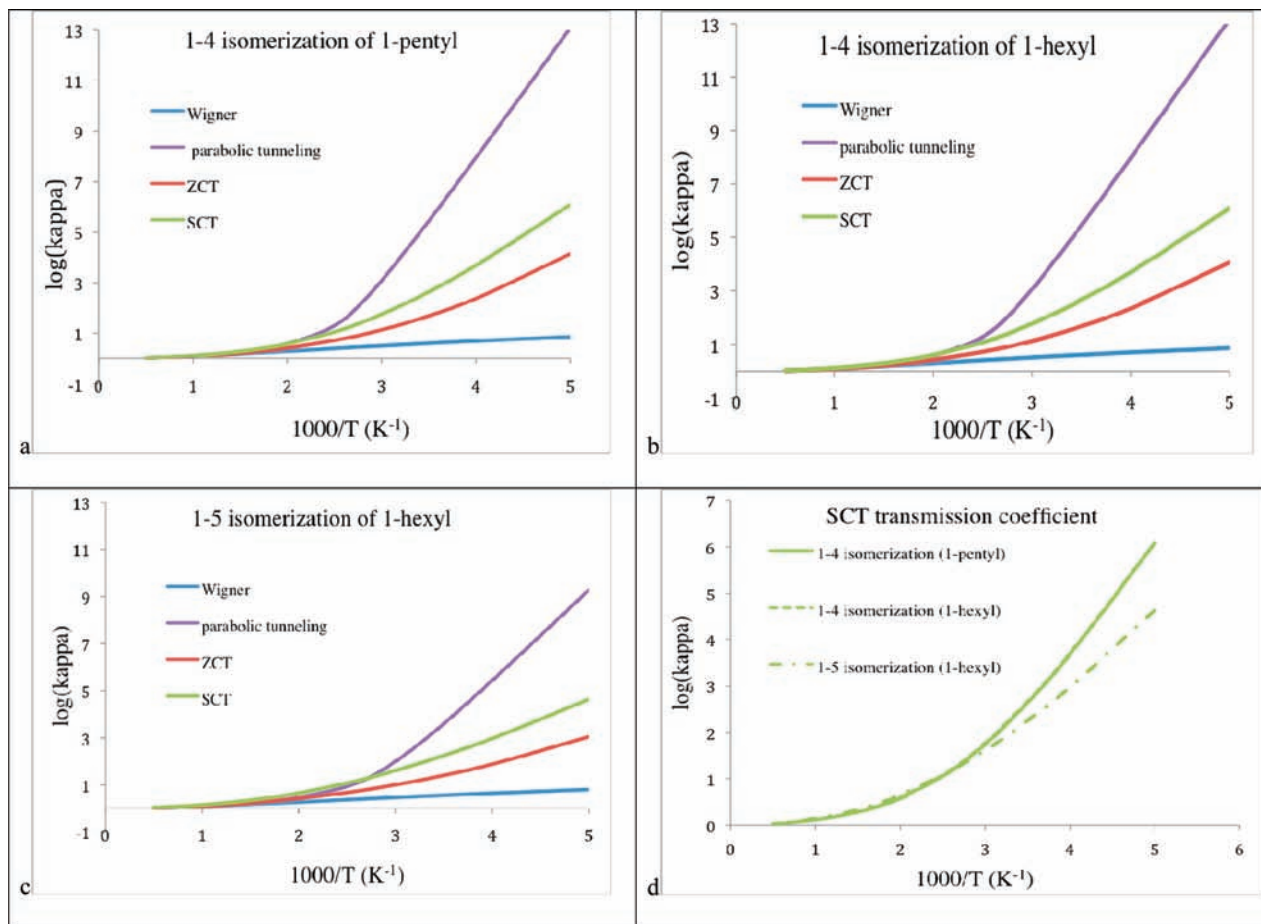 1-4 isomerization of 1-pentyl
13
11
9
7
5
3
1
-1
Wigner
parabolic tunneling
ZCT
SCT
log(kappa)
0 1 2 3 4 5
1000/T (K-1)
a
1-4 isomerization of 1-hexyl
13
11
9
7
5
3
1
-1
Wigner
parabolic tunneling
ZCT
SCT
log(kappa)
0 1 2 3 4 5
1000/T (K-1)
b
1-5 isomerization of 1-hexyl
13
11
9
7
5
3
1
-1
Wigner
parabolic tunneling
ZCT
SCT
log(kappa)
0 1 2 3 4 5
1000/T (K-1)
c
SCT transmission coefficient
7
6
5
4
3
2
1
0
1-4 isomerization (1-pentyl)
1-4 isomerization (1-hexyl)
1-5 isomerization (1-hexyl)
log(kappa)
0 1 2 3 4 5 6
1000/T (K-1)
d